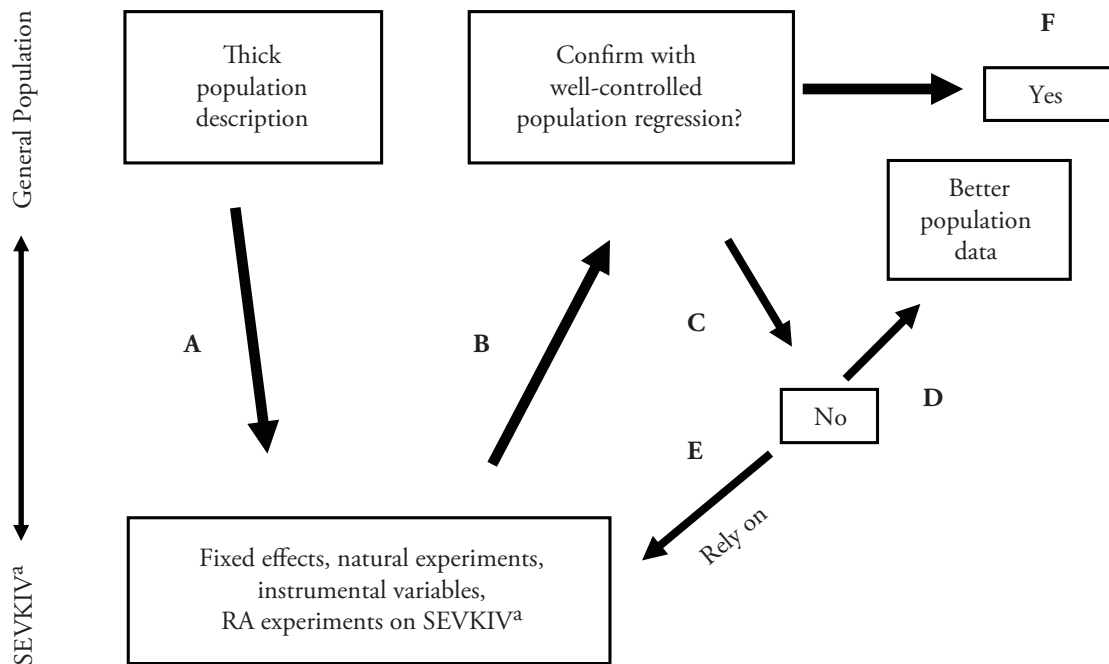 General Population
SEVKIVa
Thick
population
description
Confirm with
well-controlled
population regression?
F
Yes
Better
population
data
A
B
C
No
D
E
Rely on
Fixed effects, natural experiments,
instrumental variables,
RA experiments on SEVKIVa